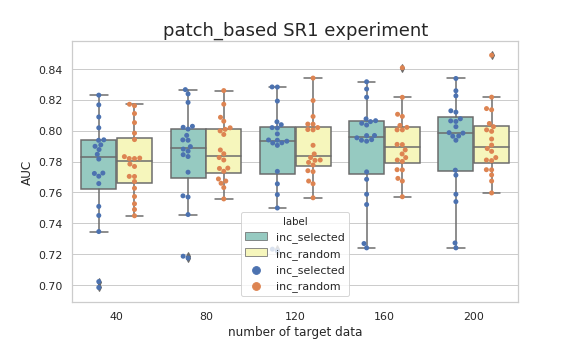 patch_based SR1 experiment
AUC
0.84
0.82
0.80
0.78
0.76
0.74
0.72
0.70
label
inc_selected
inc_random
inc_selected
inc_random
40
80
120
160
200
number of target data